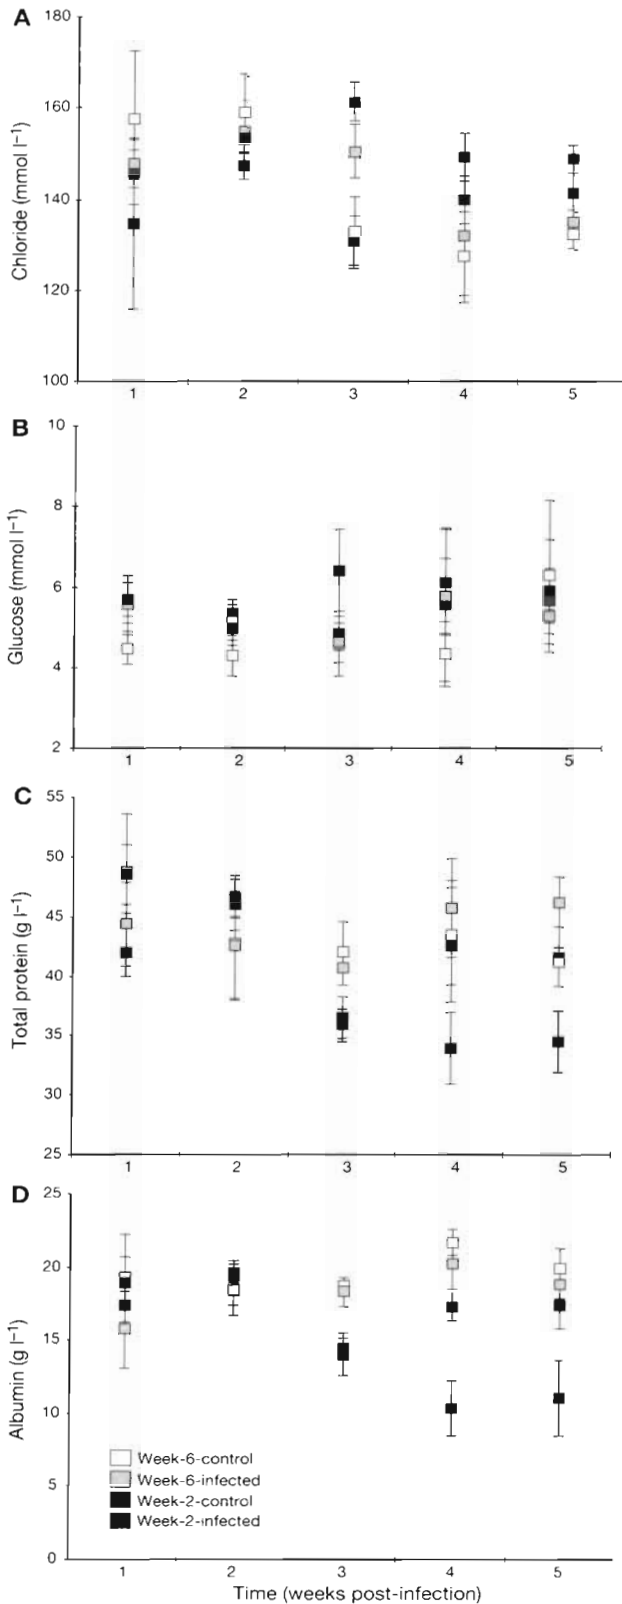 A
180
160
140
120
100
Chloride (mmol l−1)
1 2 3 4 5
B
10
8
6
4
2
Glucose (mmol l−1)
1 2 3 4 5
C
55
50
45
40
35
30
25
Total protein (g l−1)
1 2 3 4 5
D
25
20
15
10
5
0
Albumin (g l−1)
Week-6-control
Week-6-infected
Week-2-control
Week-2-infected
1 2 3 4 5
Time (weeks post-infection)